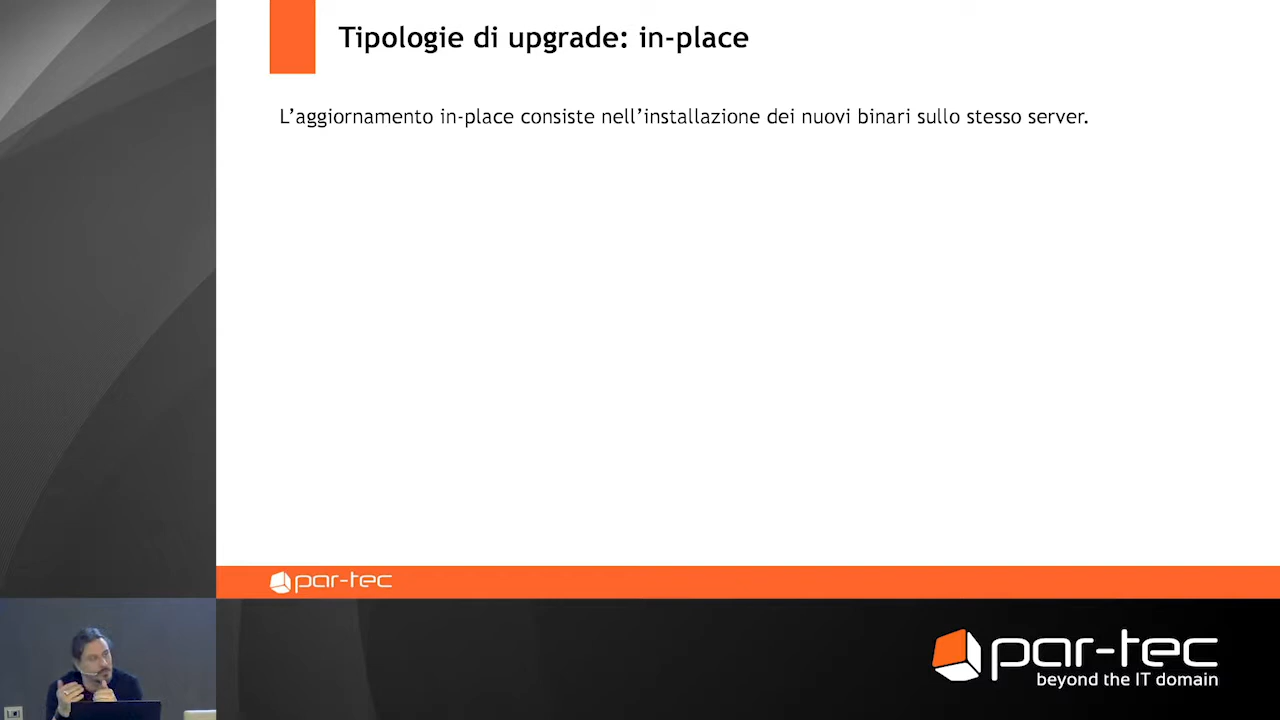 Tipologie di upgrade: in-place
L'aggiornamento in-place consiste nell'installazione dei nuovi binari sullo stesso server.
par-tec
par-tec
beyond the IT domain